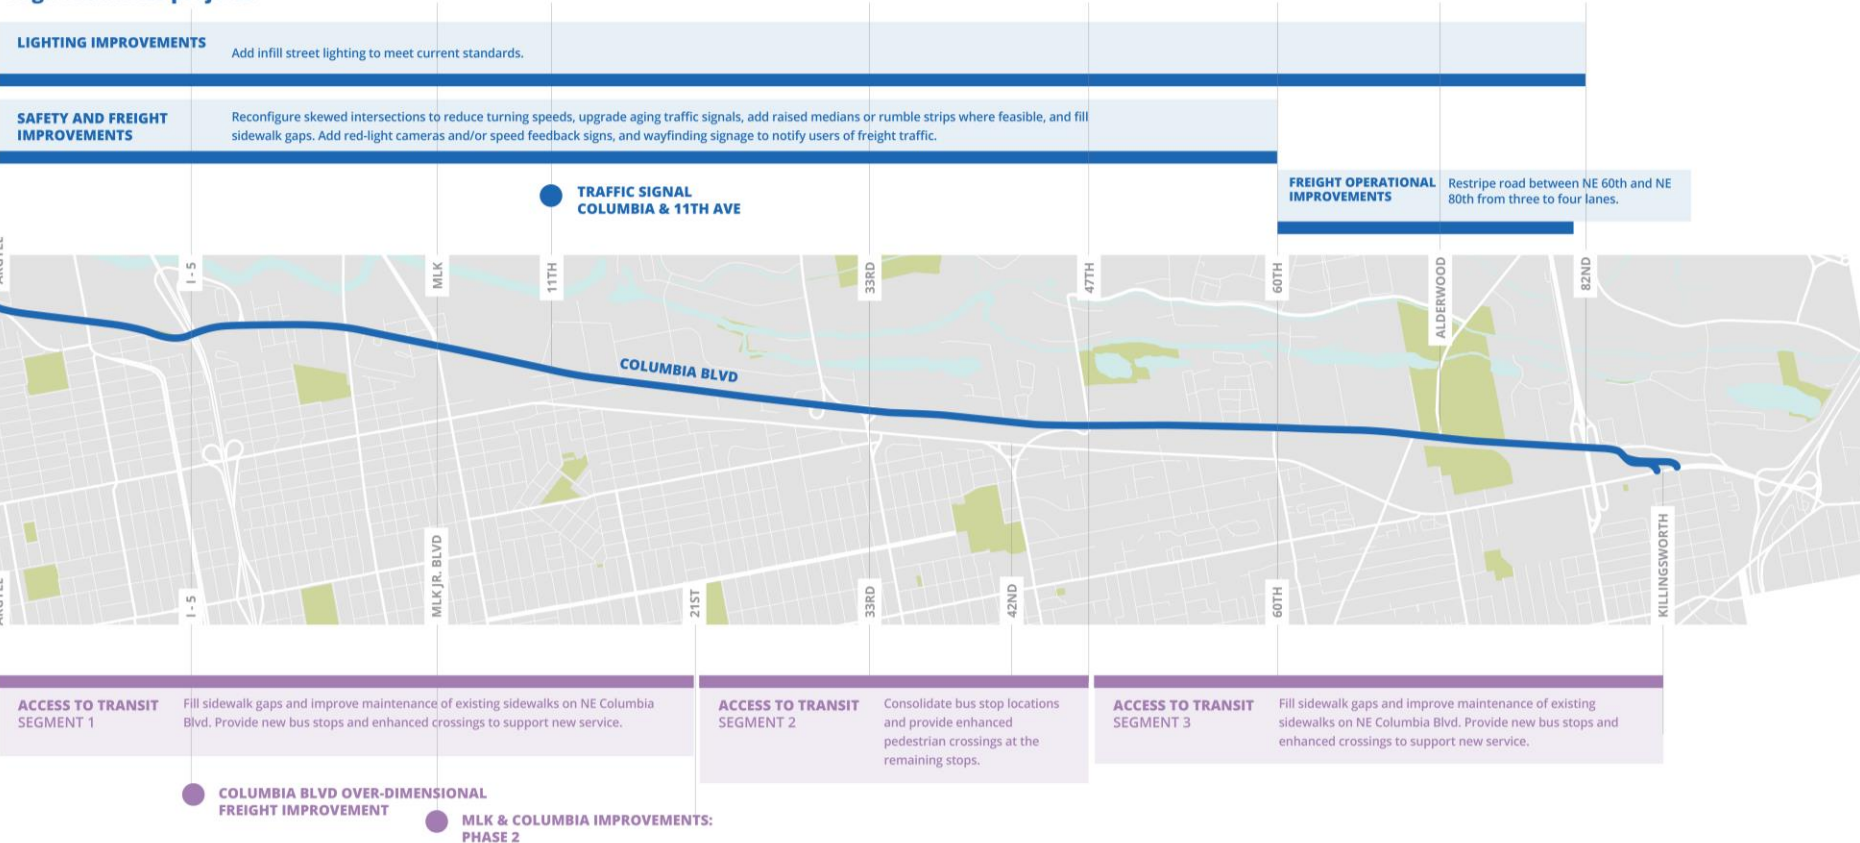 LIGHTING IMPROVEMENTS
Add infill street lighting to meet current standards.
SAFETY AND FREIGHT
IMPROVEMENTS
Reconfigure skewed intersections to reduce turning speeds, upgrade aging traffic signals, add raised medians or rumble strips where feasible, and fill
sidewalk gaps. Add red-light cameras and/or speed feedback signs, and wayfinding signage to notify users of freight traffic.
TRAFFIC SIGNAL
COLUMBIA & 11TH AVE
FREIGHT OPERATIONAL
IMPROVEMENTS
Restripe road between NE 60th and NE
80th from three to four lanes.
I - 5
MLK
11TH
33RD
47TH
60TH
ALDERWOOD
82ND
COLUMBIA BLVD
I - 5
MLK JR. BLVD
21ST
33RD
42ND
60TH
KILLINGSWORTH
ACCESS TO TRANSIT
SEGMENT 1
Fill sidewalk gaps and improve maintenance of existing sidewalks on NE Columbia
Blvd. Provide new bus stops and enhanced crossings to support new service.
ACCESS TO TRANSIT
SEGMENT 2
Consolidate bus stop locations
and provide enhanced
pedestrian crossings at the
remaining stops.
ACCESS TO TRANSIT
SEGMENT 3
Fill sidewalk gaps and improve maintenance of existing
sidewalks on NE Columbia Blvd. Provide new bus stops and
enhanced crossings to support new service.
COLUMBIA BLVD OVER-DIMENSIONAL
FREIGHT IMPROVEMENT
MLK & COLUMBIA IMPROVEMENTS:
PHASE 2